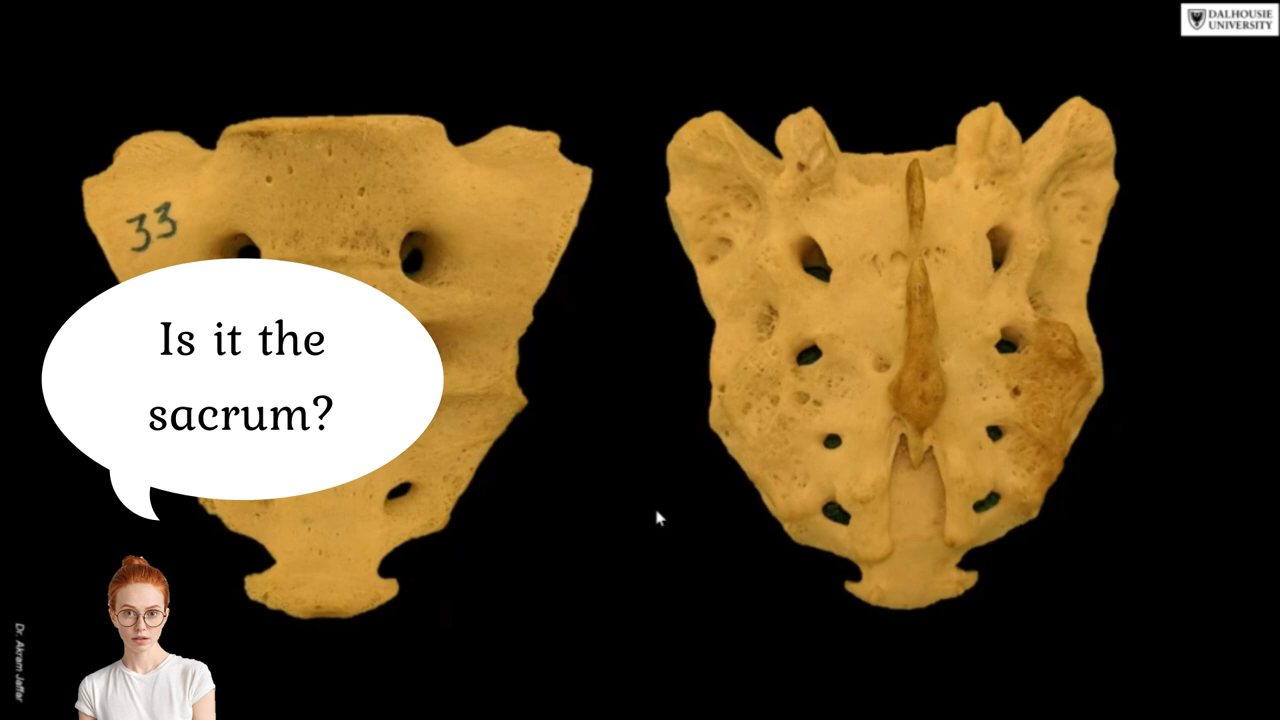 DALHOUSIE
UNIVERSITY
33
Is it the
sacrum?
Dr. Akram Jaffar